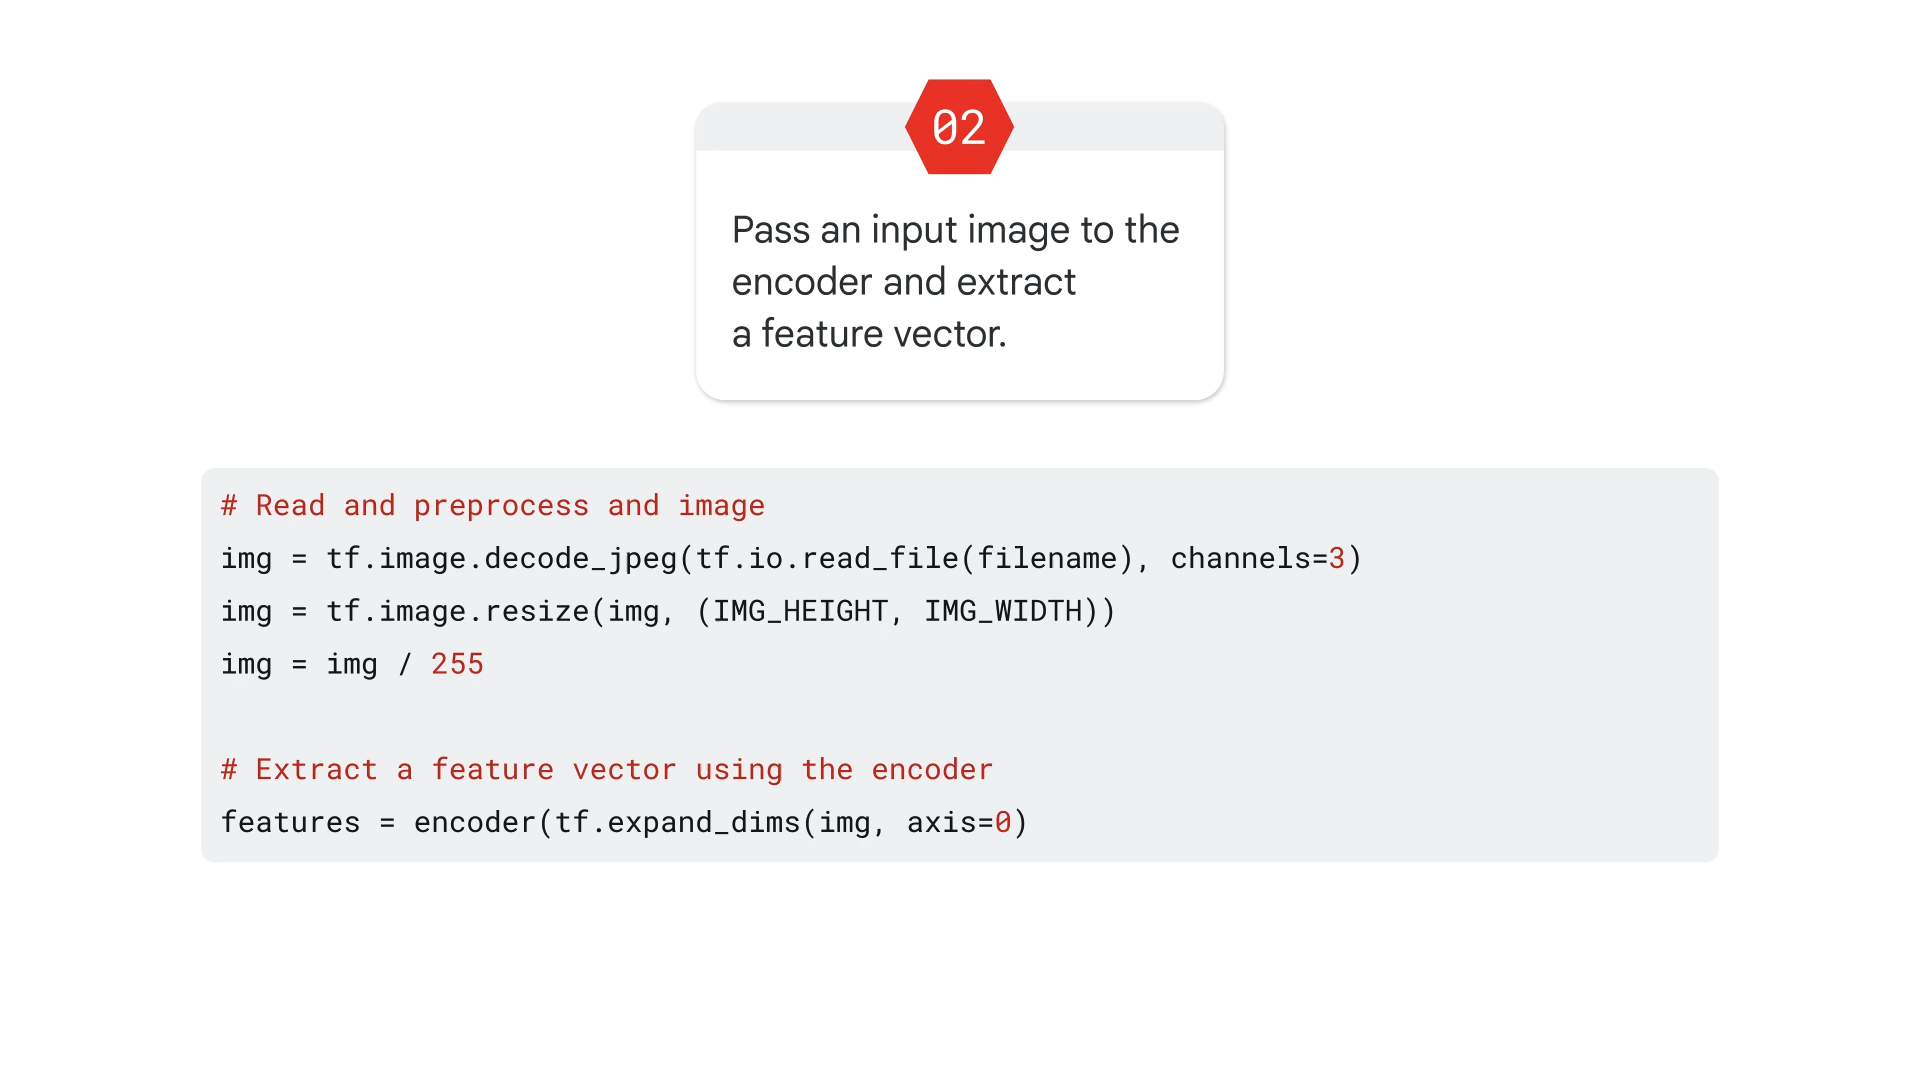 02
Pass an input image to the
encoder and extract
a feature vector.
# Read and preprocess and image
img = tf.image.decode_jpeg(tf.io.read_file(filename), channels=3)
img = tf.image.resize(img, (IMG_HEIGHT, IMG_WIDTH))
img = img / 255
# Extract a feature vector using the encoder
features = encoder(tf.expand_dims(img, axis=0)